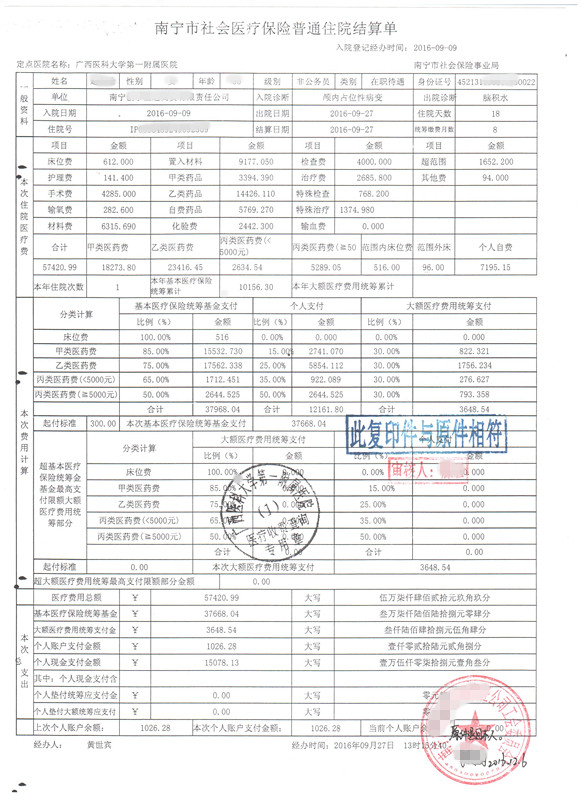 南宁市社会医疗保险普通住院结算单
入院登记经办时间：2016-09-09
定点医院名称：广西医科大学第一附属医院 南宁市社会保险事业局
一般资料
姓名 性别 年龄 级别 非公务员 类别 在职待遇 身份证号
单位 南宁 责任公司 入院诊断 颅内占位性病变 出院诊断 脑积水
入院日期 2016-09-09 出院日期 2016-09-27 住院天数 18
住院号 结算日期 2016-09-27 统筹缴费月数 8
本次住院医疗费
项目 金额 项目 金额 项目 金额 项目 金额
床位费 612.000 置入材料 9177.050 检查费 4000.000 超范围 1652.200
护理费 141.400 甲类药品 3394.390 治疗费 2685.800 其他费 94.000
手术费 4285.000 乙类药品 14426.110 特殊检查 768.200
输氧费 282.600 自费药品 5769.270 特殊治疗 1374.980
材料费 6315.690 化验费 2442.300 输血费 0.000
合计 甲类医药费 乙类医药费 丙类医药费(<5000元) 丙类医药费(≥50 范围内床位费 范围外床 个人自费
57420.99 18273.80 23416.45 2634.54 5289.05 516.00 96.00 7195.15
本年住院次数 1 本年基本医疗费用统筹累计 10156.30 本年大额医疗费用统筹累计
本次费用计算
分类计算 基本医疗保险统筹基金支付 个人支付 大额医疗费用统筹支付
比例（%） 金额 比例（%） 金额 比例（%） 金额
床位费 100.00% 516 0.00% 0.000 0.00% 0.000
甲类医药费 85.00% 15532.730 15.00% 2741.070 30.00% 822.321
乙类医药费 75.00% 17562.338 25.00% 5854.112 30.00% 1756.234
丙类医药费(<5000元) 65.00% 1712.451 35.00% 922.089 30.00% 276.627
丙类医药费(≥5000元) 50.00% 2644.525 50.00% 2644.525 30.00% 793.358
合计 37968.04 合计 12161.80 合计 3648.54
起付标准 300.00 本次基本医疗保险统筹基金支付 37668.04
此复印件与原件相符
审核人：
超基本医疗保险统筹基金最高支付限额大额医疗费用统筹部分
分类计算 大额医疗费用统筹支付
比例（%） 金额
床位费 100.00% 0.00% 0.000
甲类医药费 85. 15.00% 0.000
乙类医药费 75. 25.00% 0.000
丙类医药费(<5000元) 65. 35.00% 0.000
丙类医药费(≥5000元) 50. 50.00% 0.000
合计 合计 0.00
广西医科大学第一附属医院
(1)
医疗收费
专用章
起付标准 0.00 本次大额医疗费用统筹支付 3648.54
超大额医疗费用统筹最高支付限额部分金额 0.00
本次总支出
医疗费用总额 ￥ 57420.99 大写 伍万柒仟肆佰贰拾元玖角玖分
基本医疗保险统筹基金 ￥ 37668.04 大写 叁万柒仟陆佰陆拾捌元零肆分
大额医疗费用统筹支付金 ￥ 3648.54 大写 叁仟陆佰肆拾捌元伍角肆分
个人账户支付金额 ￥ 1026.28 大写 壹仟零贰拾陆元贰角捌分
个人现金支付金额 ￥ 15078.13 大写 壹万伍仟零柒拾捌元壹角叁分
其中：个人现金支付含
个人垫付统筹应支付金 ￥ 0.00 大写 零元
个人垫付大额统筹应支付 ￥ 0.00 大写
上次个人账户余额： 1026.28 本次个人账户支付金额： 1026.28 当前个人账户 0.00
经办人： 黄世宾 经办时间：2016年09月27日 13时15分40